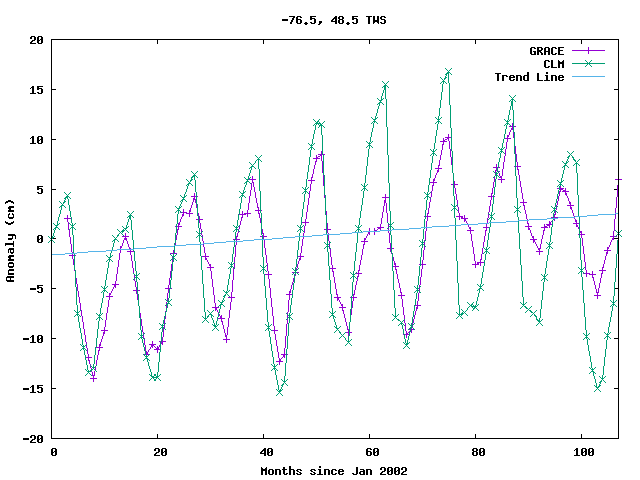 -76.5, 48.5 TWS
GRACE
CLM
Trend Line
20
15
10
5
0
-5
-10
-15
-20
Anomaly (cm)
0 20 40 60 80 100
Months since Jan 2002